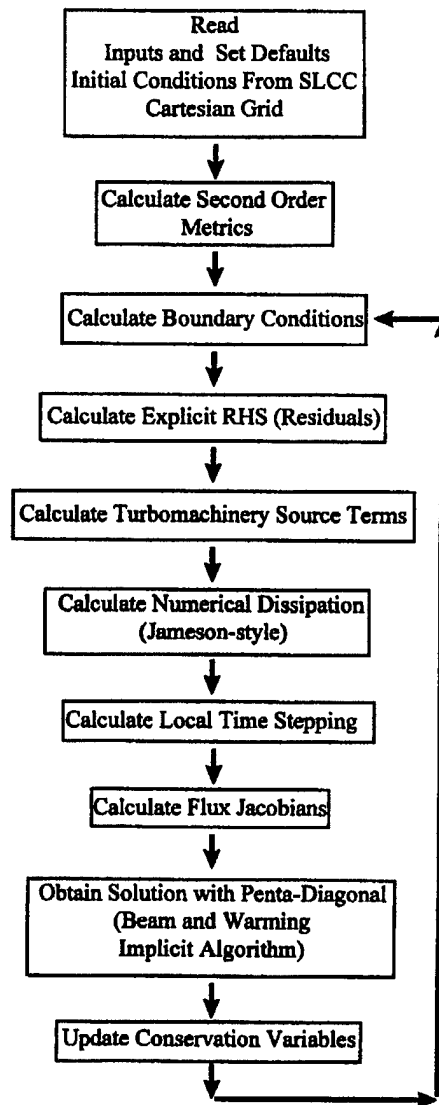 Read
Inputs and Set Defaults
Initial Conditions From SLCC
Cartesian Grid
Calculate Second Order
Metrics
Calculate Boundary Conditions
Calculate Explicit RHS (Residuals)
Calculate Turbomachinery Source Terms
Calculate Numerical Dissipation
(Jameson-style)
Calculate Local Time Stepping
Calculate Flux Jacobians
Obtain Solution with Penta-Diagonal
(Beam and Warming
Implicit Algorithm)
Update Conservation Variables